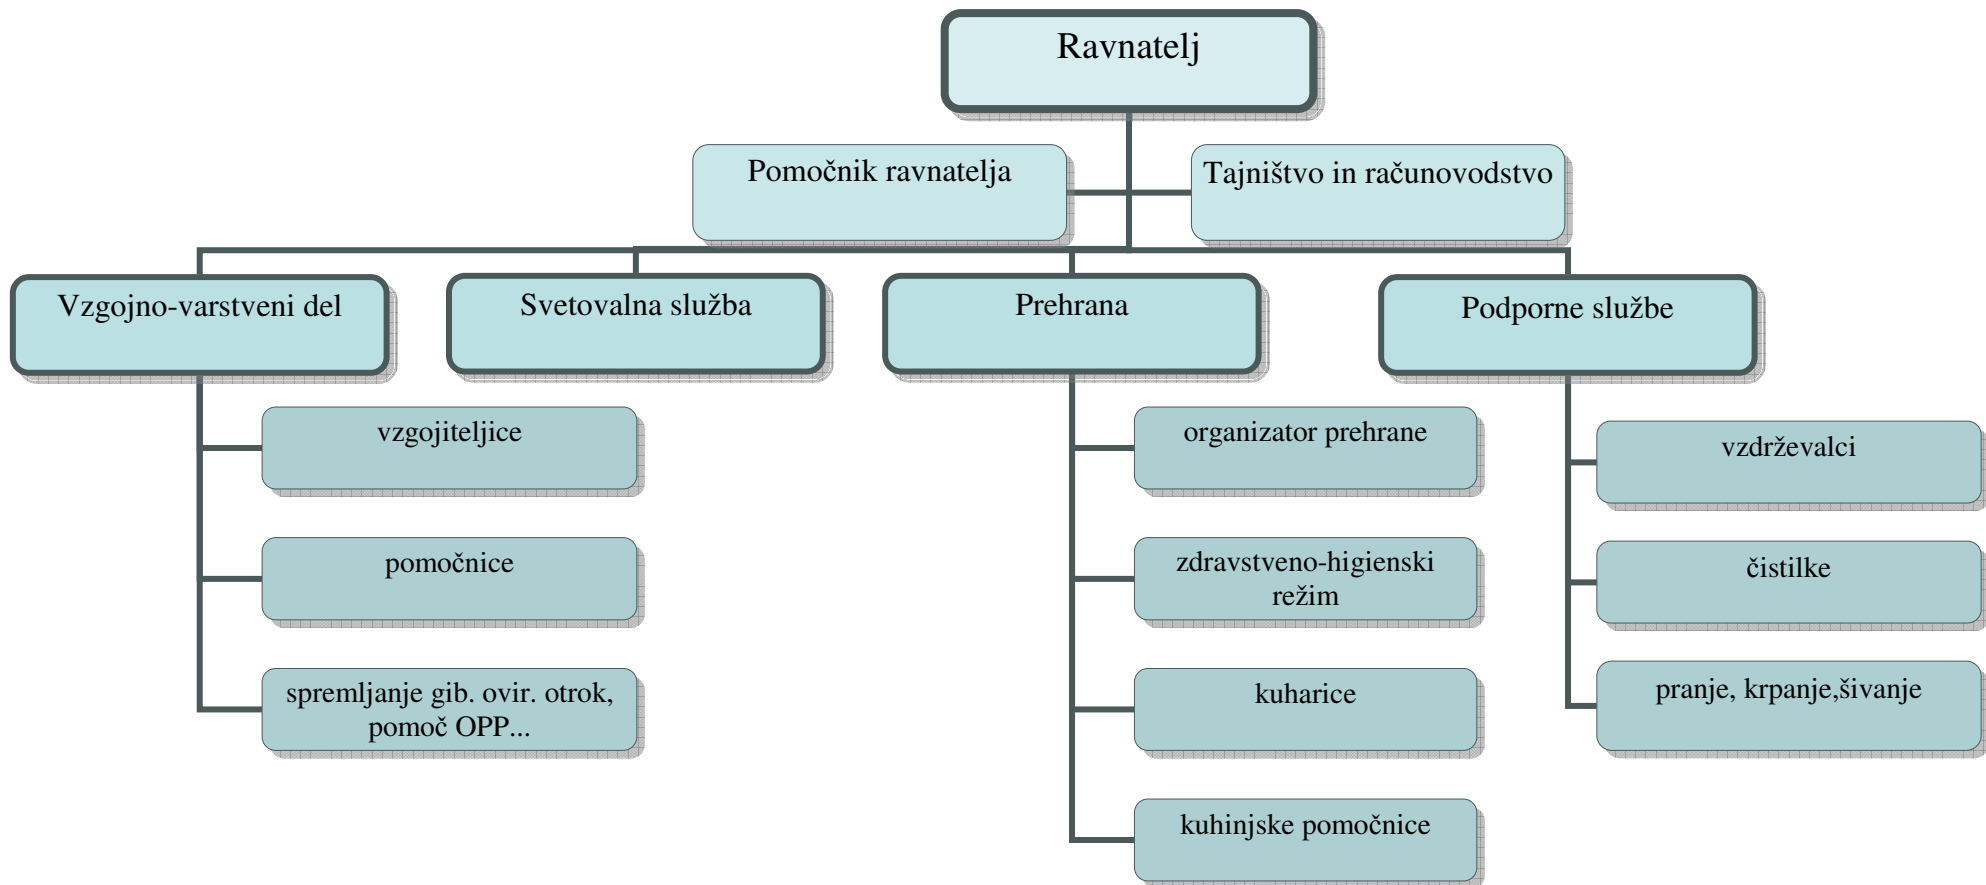 Ravnatelj
Pomočnik ravnatelja
Tajništvo in računovodstvo
Vzgojno-varstveni del
Svetovalna služba
Prehrana
Podporne službe
vzgojiteljice
pomočnice
spremljanje gib. ovir. otrok,
pomoč OPP...
organizator prehrane
zdravstveno-higienski
režim
kuharice
kuhinjske pomočnice
vzdrževalci
čistilke
pranje, krpanje,šivanje